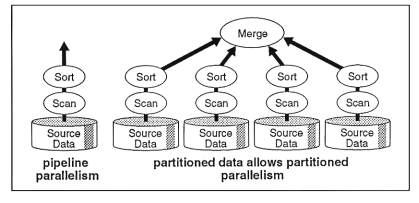 Merge
Sort Sort Sort Sort Sort
Scan Scan Scan Scan Scan
Source Source Source Source Source
Data Data Data Data Data
pipeline partitioned data allows partitioned
parallelism parallelism